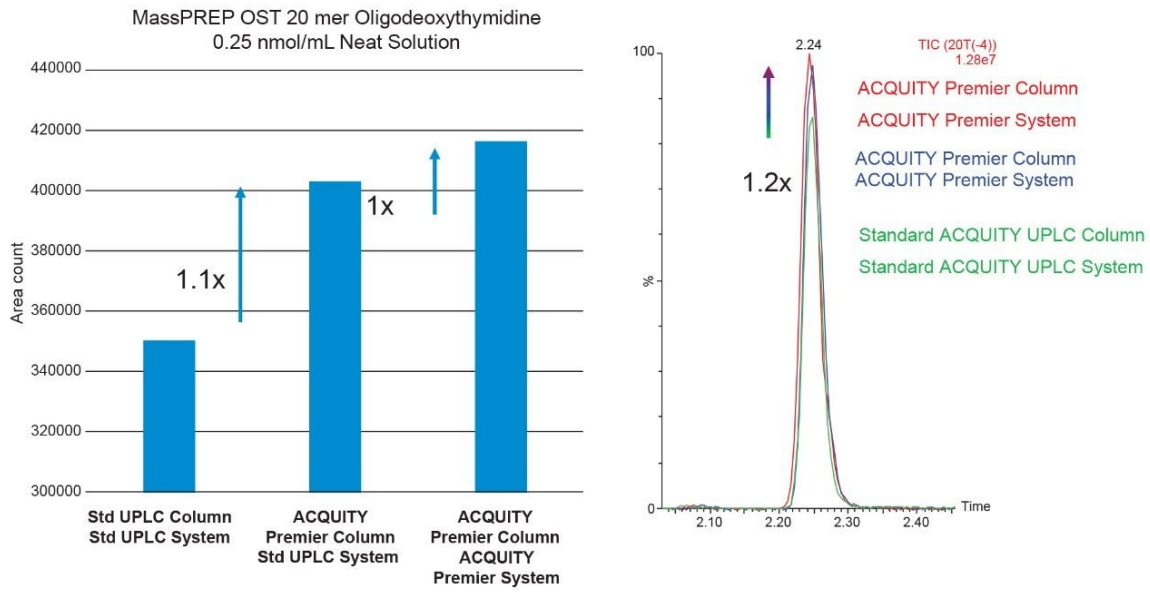 MassPREP OST 20 mer Oligodeoxythymidine
0.25 nmol/mL Neat Solution
440000
420000
400000
380000
360000
340000
320000
300000
Area count
1.1x
1x
Std UPLC Column
Std UPLC System
ACQUITY
Premier Column
Std UPLC System
ACQUITY
Premier Column
ACQUITY
Premier System
2.24
TIC (20T(-4))
1.28e7
100
%
0
1.2x
ACQUITY Premier Column
ACQUITY Premier System
ACQUITY Premier Column
ACQUITY Premier System
Standard ACQUITY UPLC Column
Standard ACQUITY UPLC System
Time
2.10
2.20
2.30
2.40